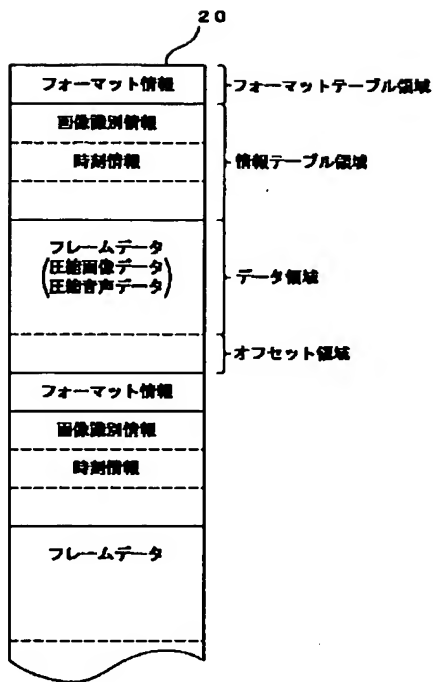 20
フォーマット情報
フォーマットテーブル領域
画像識別情報
時刻情報
情報テーブル領域
フレームデータ
(圧縮画像データ
圧縮音声データ)
データ領域
オフセット領域
フォーマット情報
画像識別情報
時刻情報
フレームデータ